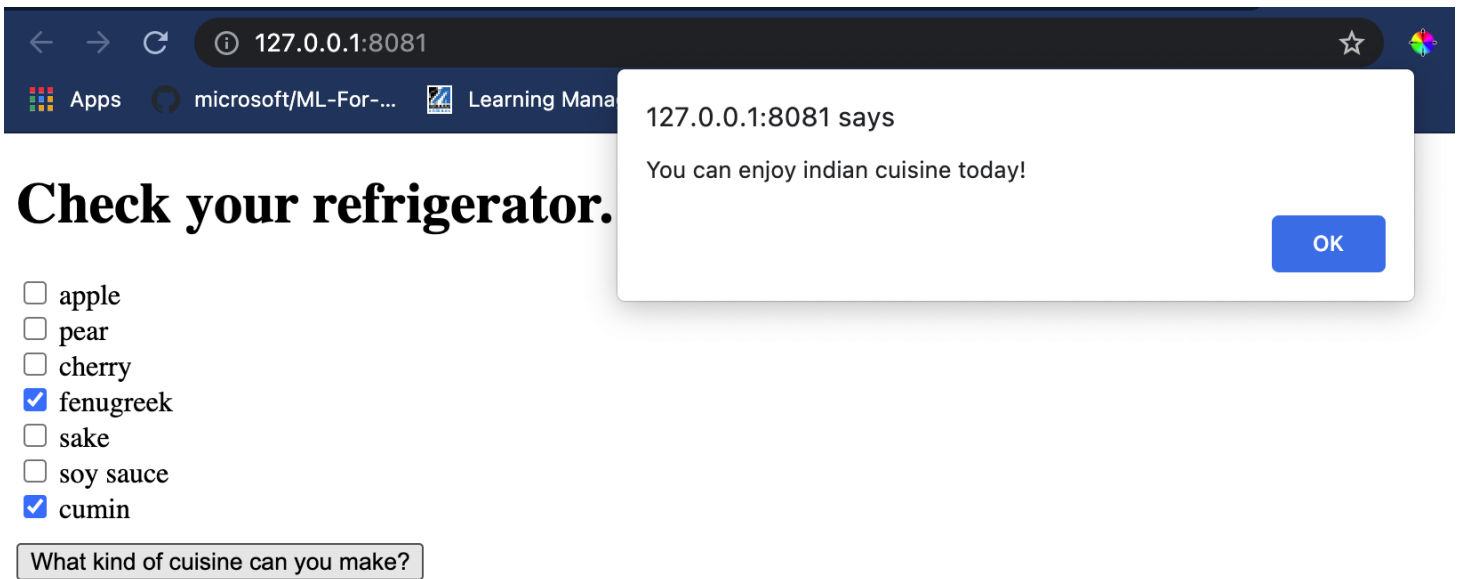 127.0.0.1:8081
Apps microsoft/ML-For-... Learning Mana
127.0.0.1:8081 says
You can enjoy indian cuisine today!
OK
Check your refrigerator.
apple
pear
cherry
fenugreek
sake
soy sauce
cumin
What kind of cuisine can you make?